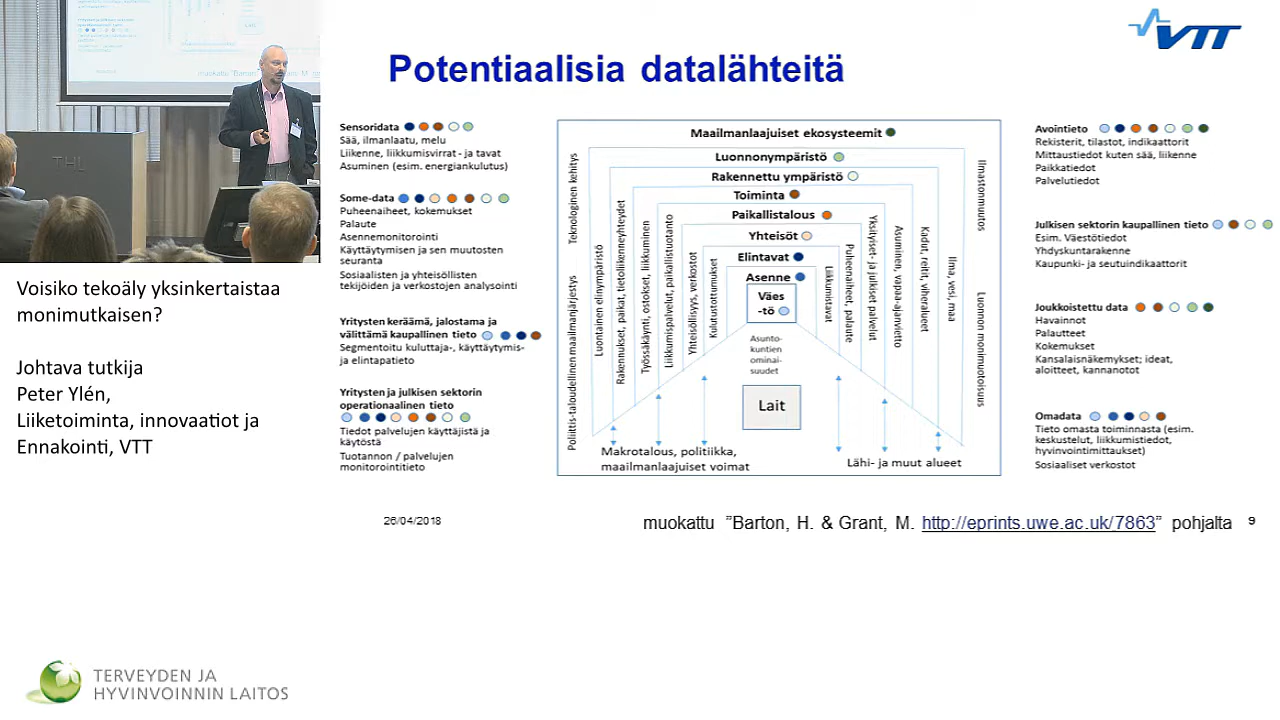 THL
Voisiko tekoäly yksinkertaistaa
monimutkaisen?
Johtava tutkija
Peter Ylén,
Liiketoiminta, innovaatiot ja
Ennakointi, VTT
TERVEYDEN JA
HYVINVOINNIN LAITOS
VTT
Potentiaalisia datalähteitä
Sensoridata
Sää, ilmanlaatu, melu
Liikenne, liikkumisvirrat - ja tavat
Asuminen (esim. energiankulutus)
Some-data
Puheenaiheet, kokemukset
Palaute
Asennemonitorointi
Käyttäytymisen ja sen muutosten
seuranta
Sosiaalisten ja yhteisöllisten
tekijöiden ja verkostojen analysointi
Yritysten keräämä, jalostama ja
välittämä kaupallinen tieto
Segmentoitu kuluttaja-, käyttäytymis-
ja elintapatieto
Yritysten ja julkisen sektorin
operationaalinen tieto
Tiedot palvelujen käyttäjistä ja
käytöstä
Tuotannon / palvelujen
monitorointitieto
Maailmanlaajuiset ekosysteemit
Luonnonympäristö
Rakennettu ympäristö
Toiminta
Paikallistalous
Yhteisöt
Elintavat
Asenne
Väes
-tö
Asunto-
kuntien
ominai-
suudet
Lait
Teknologinen kehitys
Poliittis-taloudellinen maailmanjärjestys
Luontainen elinympäristö
Rakennukset, paikat, tietoliikenneyhteydet
Työssäkäynti, ostokset, liikkuminen
Liikkumispalvelut, paikallistuotanto
Yhteisöllisyys, verkostot
Kulutustottumukset
Liikkumistavat
Puheenaiheet, palaute
Yksityiset- ja julkiset palvelut
Asuminen, vapaa-ajanvietto
Kadut, reitit, viheralueet
Ilma, vesi, maa
Ilmastonmuutos
Luonnon monimuotoisuus
Makrotalous, politiikka,
maailmanlaajuiset voimat
Lähi- ja muut alueet
Avointieto
Rekisterit, tilastot, indikaattorit
Mittaustiedot kuten sää, liikenne
Paikkatiedot
Palvelutiedot
Julkisen sektorin kaupallinen tieto
Esim. Väestötiedot
Yhdyskuntarakenne
Kaupunki- ja seutuindikaattorit
Joukkoistettu data
Havainnot
Palautteet
Kokemukset
Kansalaisnäkemykset; ideat,
aloitteet, kannanotot
Omadata
Tieto omasta toiminnasta (esim.
keskustelut, liikkumistiedot,
hyvinvointimittaukset)
Sosiaaliset verkostot
26/04/2018
muokattu ”Barton, H. & Grant, M. http://eprints.uwe.ac.uk/7863” pohjalta
9